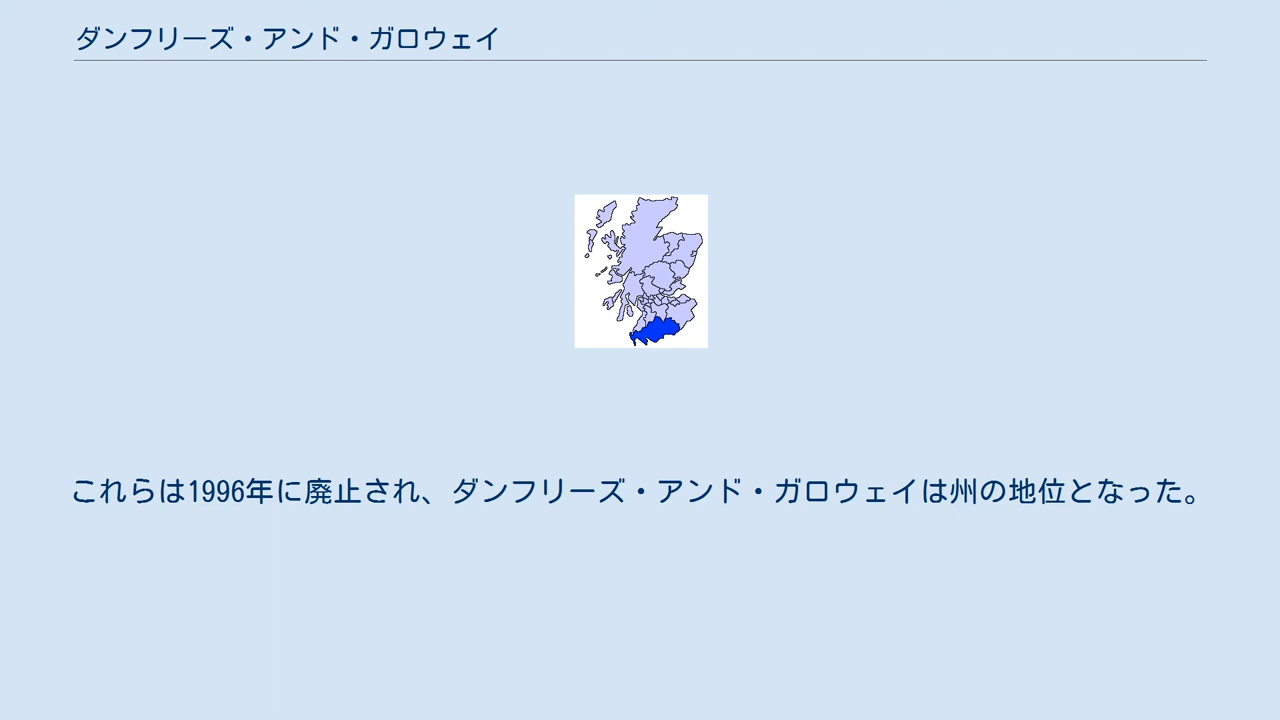 ダンフリーズ・アンド・ガロウェイ
これらは1996年に廃止され、ダンフリーズ・アンド・ガロウェイは州の地位となった。